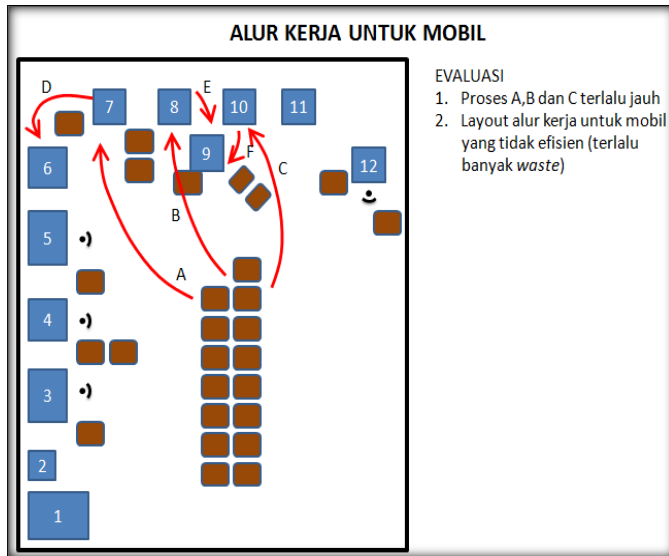 ALUR KERJA UNTUK MOBIL
EVALUASI
1. Proses A,B dan C terlalu jauh
2. Layout alur kerja untuk mobil
yang tidak efisien (terlalu
banyak waste)
D
E
7
8
10
11
6
9
F
12
C
B
5
A
4
3
2
1